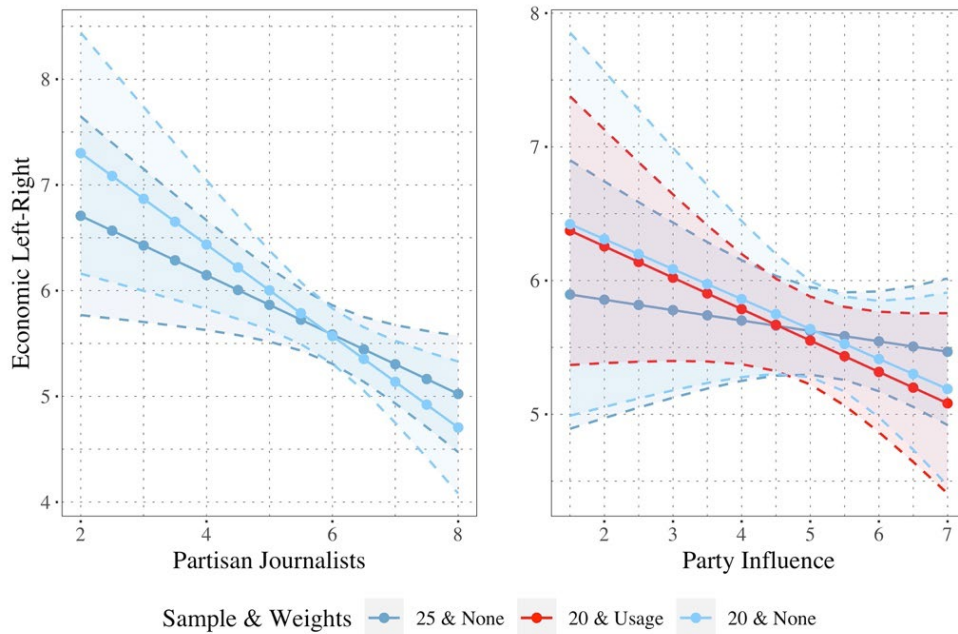 8
7
6
5
4
Economic Left-Right
2
4
6
8
Partisan Journalists
8
7
6
5
2
3
4
5
6
7
Party Influence
Sample & Weights
25 & None
20 & Usage
20 & None